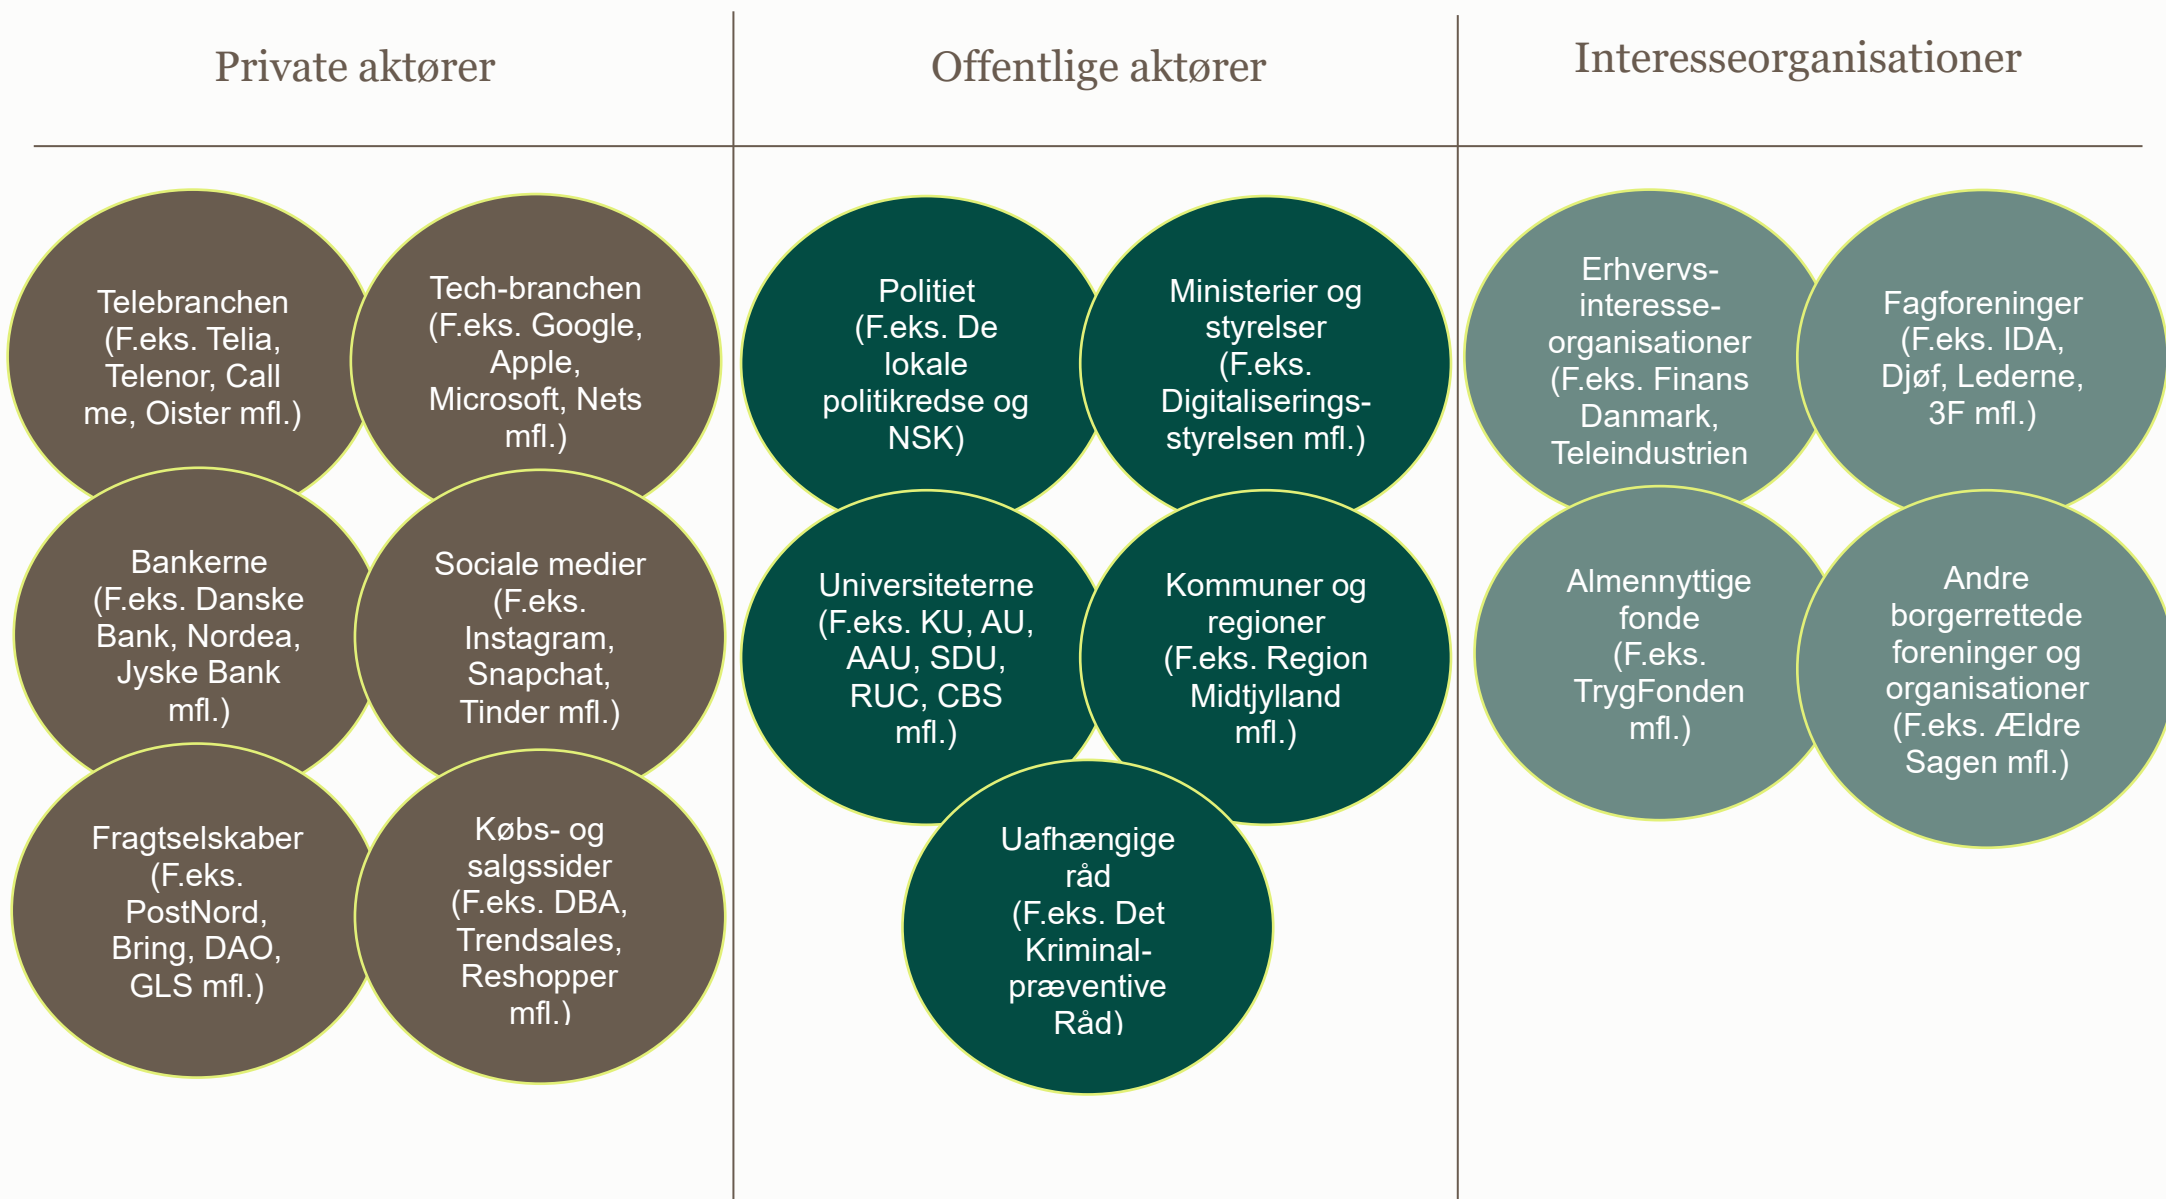 Private aktører
Offentlige aktører
Interesseorganisationer
Telebranchen
(F.eks. Telia,
Telenor, Call
me, Oister mfl.)
Tech-branchen
(F.eks. Google,
Apple,
Microsoft, Nets
mfl.)
Bankerne
(F.eks. Danske
Bank, Nordea,
Jyske Bank
mfl.)
Sociale medier
(F.eks.
Instagram,
Snapchat,
Tinder mfl.)
Fragtselskaber
(F.eks.
PostNord,
Bring, DAO,
GLS mfl.)
Købs- og
salgssider
(F.eks. DBA,
Trendsales,
Reshopper
mfl.)
Politiet
(F.eks. De
lokale
politikredse og
NSK)
Ministerier og
styrelser
(F.eks.
Digitaliserings-
styrelsen mfl.)
Universiteterne
(F.eks. KU, AU,
AAU, SDU,
RUC, CBS
mfl.)
Kommuner og
regioner
(F.eks. Region
Midtjylland
mfl.)
Uafhængige
råd
(F.eks. Det
Kriminal-
præventive
Råd)
Erhvervs-
interesse-
organisationer
(F.eks. Finans
Danmark,
Teleindustrien
Fagforeninger
(F.eks. IDA,
Djøf, Lederne,
3F mfl.)
Almennyttige
fonde
(F.eks.
TrygFonden
mfl.)
Andre
borgerrettede
foreninger og
organisationer
(F.eks. Ældre
Sagen mfl.)